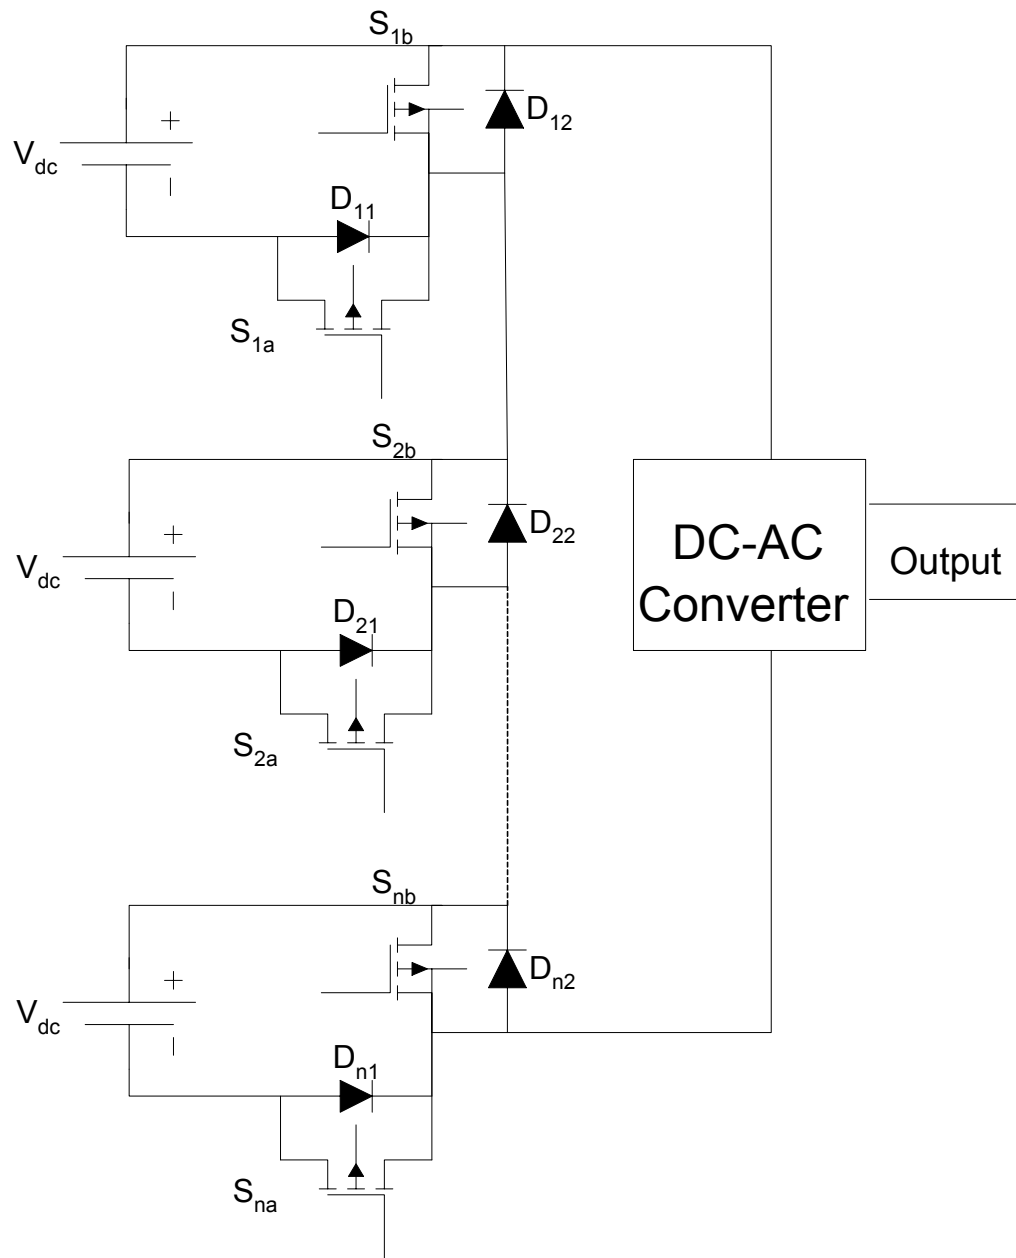 S1b
+
D12
Vdc
D11
S1a
S2b
+
D22
Vdc
D21
DC-AC
Converter
Output
S2a
Snb
+
Dn2
Vdc
Dn1
Sna